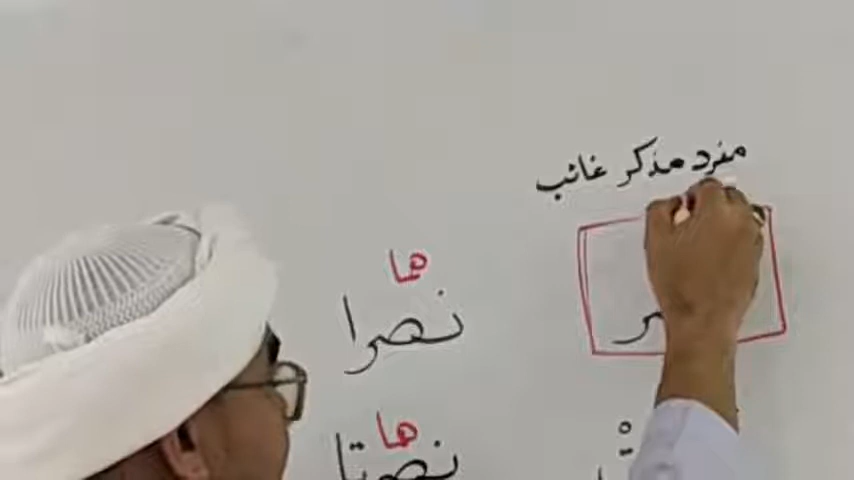 مفرد مذكر غائب
هما
نصرا
هما
نصرتا